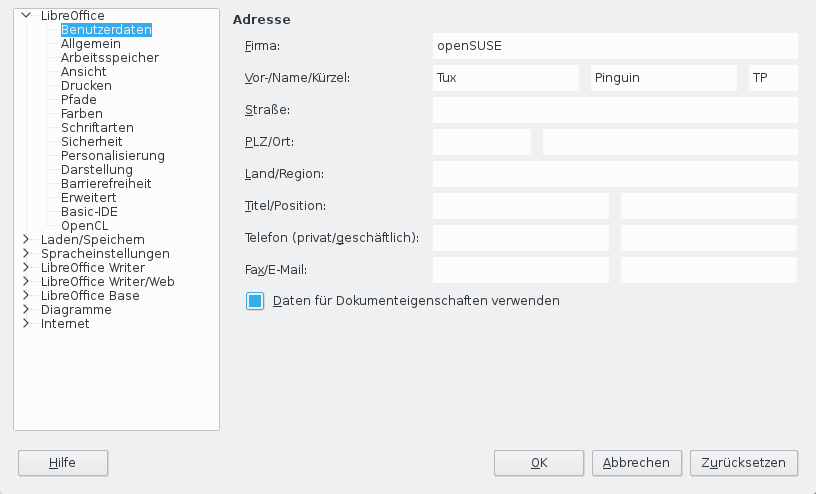 LibreOffice
Benutzerdaten
Allgemein
Arbeitsspeicher
Ansicht
Drucken
Pfade
Farben
Schriftarten
Sicherheit
Personalisierung
Darstellung
Barrierefreiheit
Erweitert
Basic-IDE
OpenCL
Laden/Speichern
Spracheinstellungen
LibreOffice Writer
LibreOffice Writer/Web
LibreOffice Base
Diagramme
Internet
Adresse
Firma: openSUSE
Vor-/Name/Kürzel: Tux Pinguin TP
Straße:
PLZ/Ort:
Land/Region:
Titel/Position:
Telefon (privat/geschäftlich):
Fax/E-Mail:
Daten für Dokumenteigenschaften verwenden
Hilfe OK Abbrechen Zurücksetzen